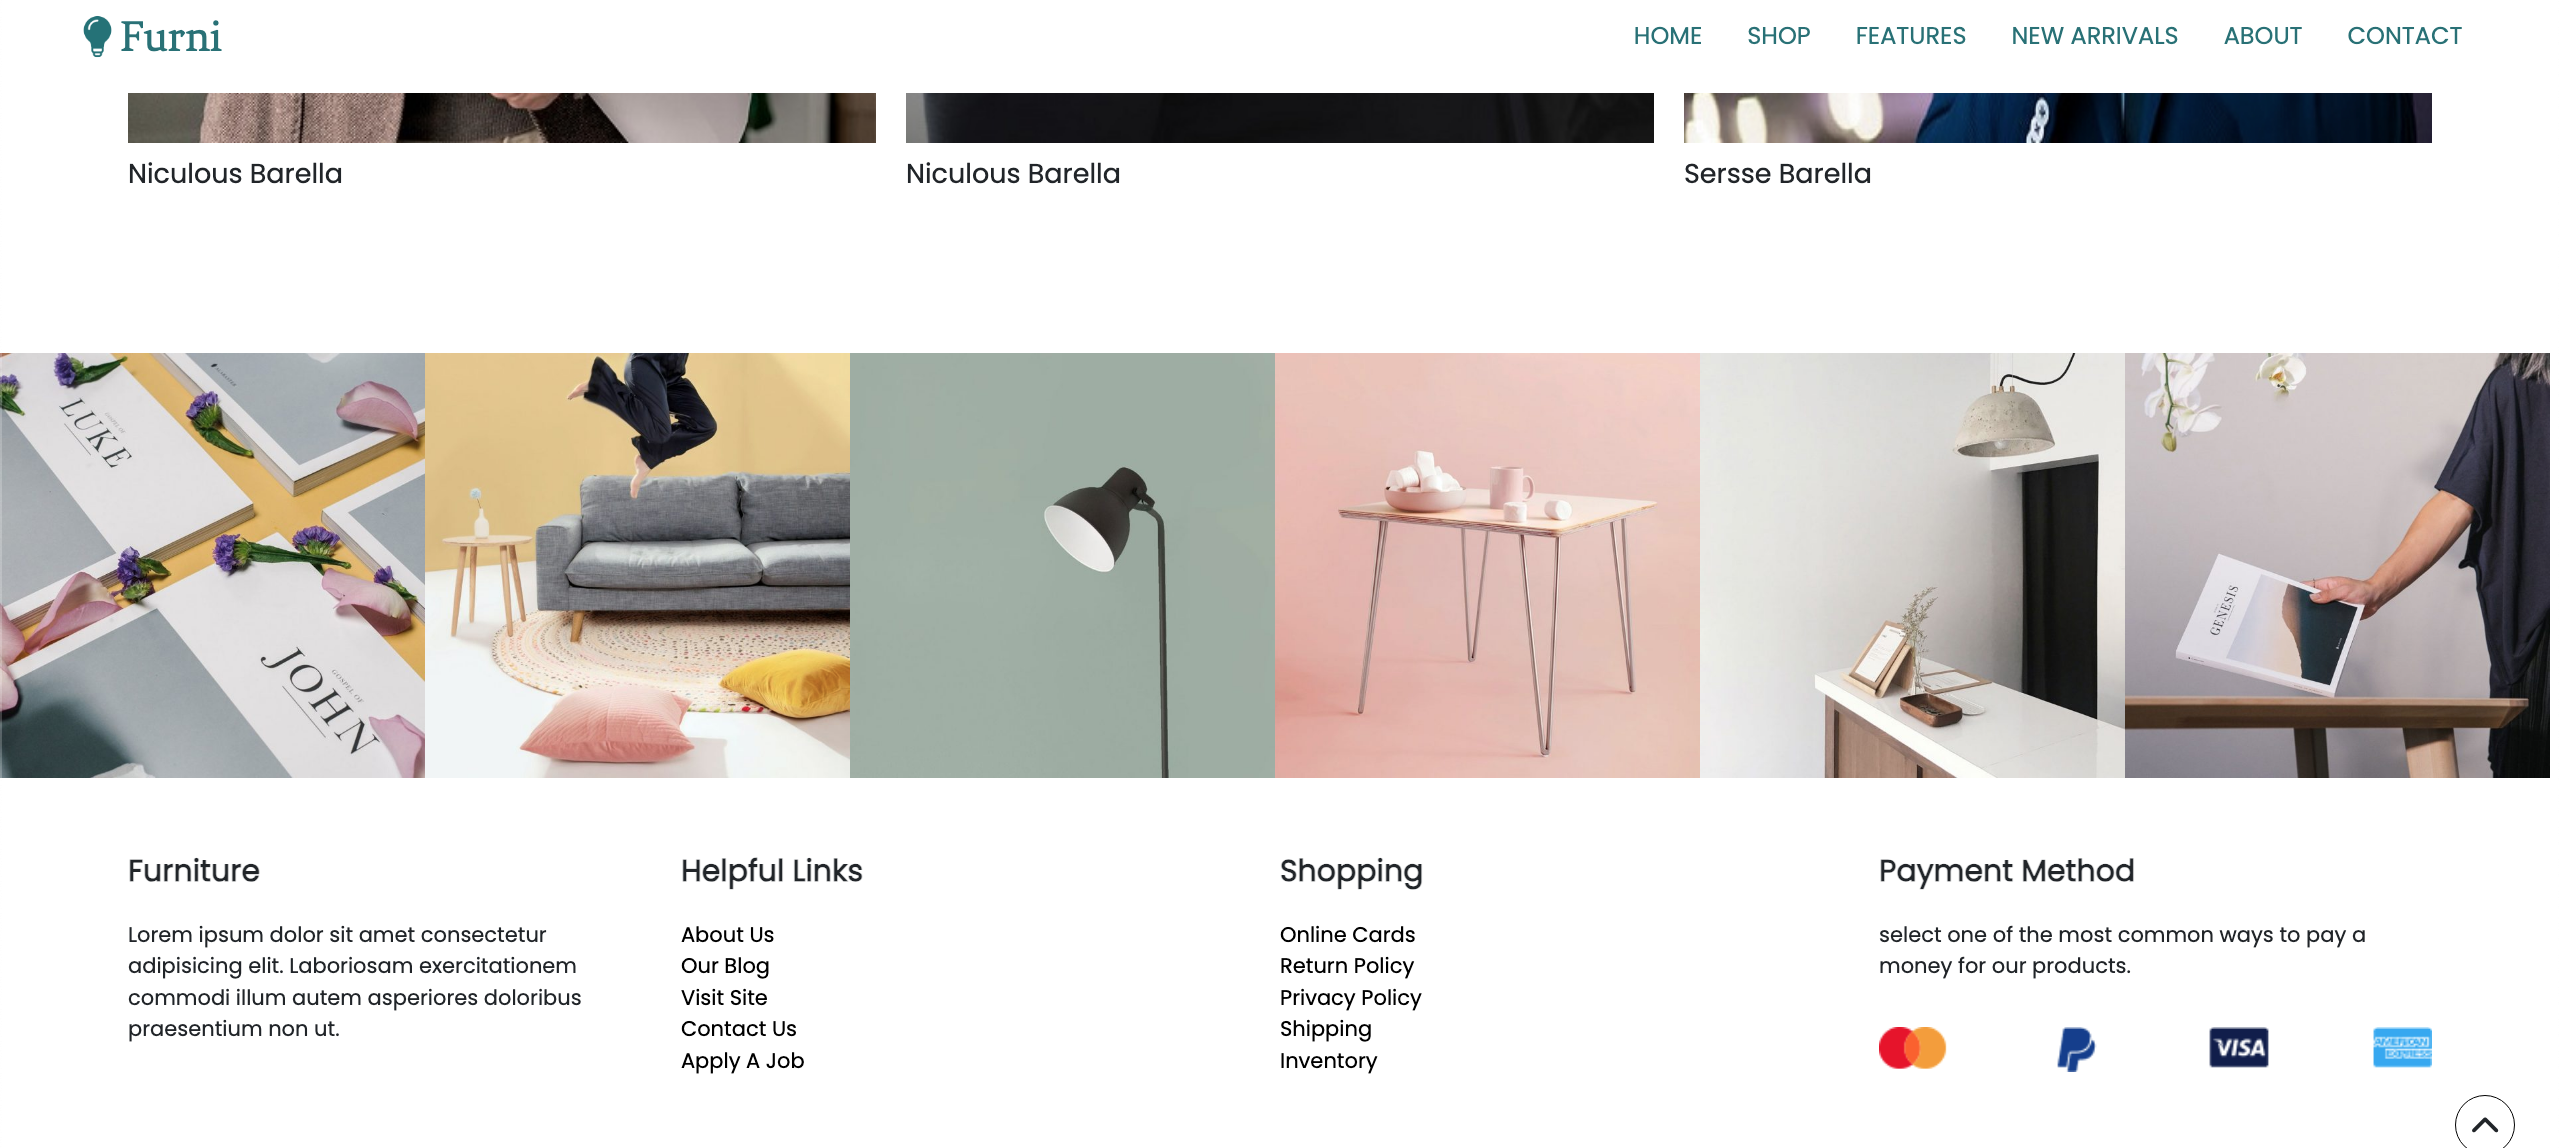 Furni
HOME SHOP FEATURES NEW ARRIVALS ABOUT CONTACT
Niculous Barella
Niculous Barella
Sersse Barella
LUKE
GOSPEL OF
JOHN
GENESIS
Furniture
Lorem ipsum dolor sit amet consectetur
adipisicing elit. Laboriosam exercitationem
commodi illum autem asperiores doloribus
praesentium non ut.
Helpful Links
About Us
Our Blog
Visit Site
Contact Us
Apply A Job
Shopping
Online Cards
Return Policy
Privacy Policy
Shipping
Inventory
Payment Method
select one of the most common ways to pay a
money for our products.
VISA
AMERICAN
EXPRESS